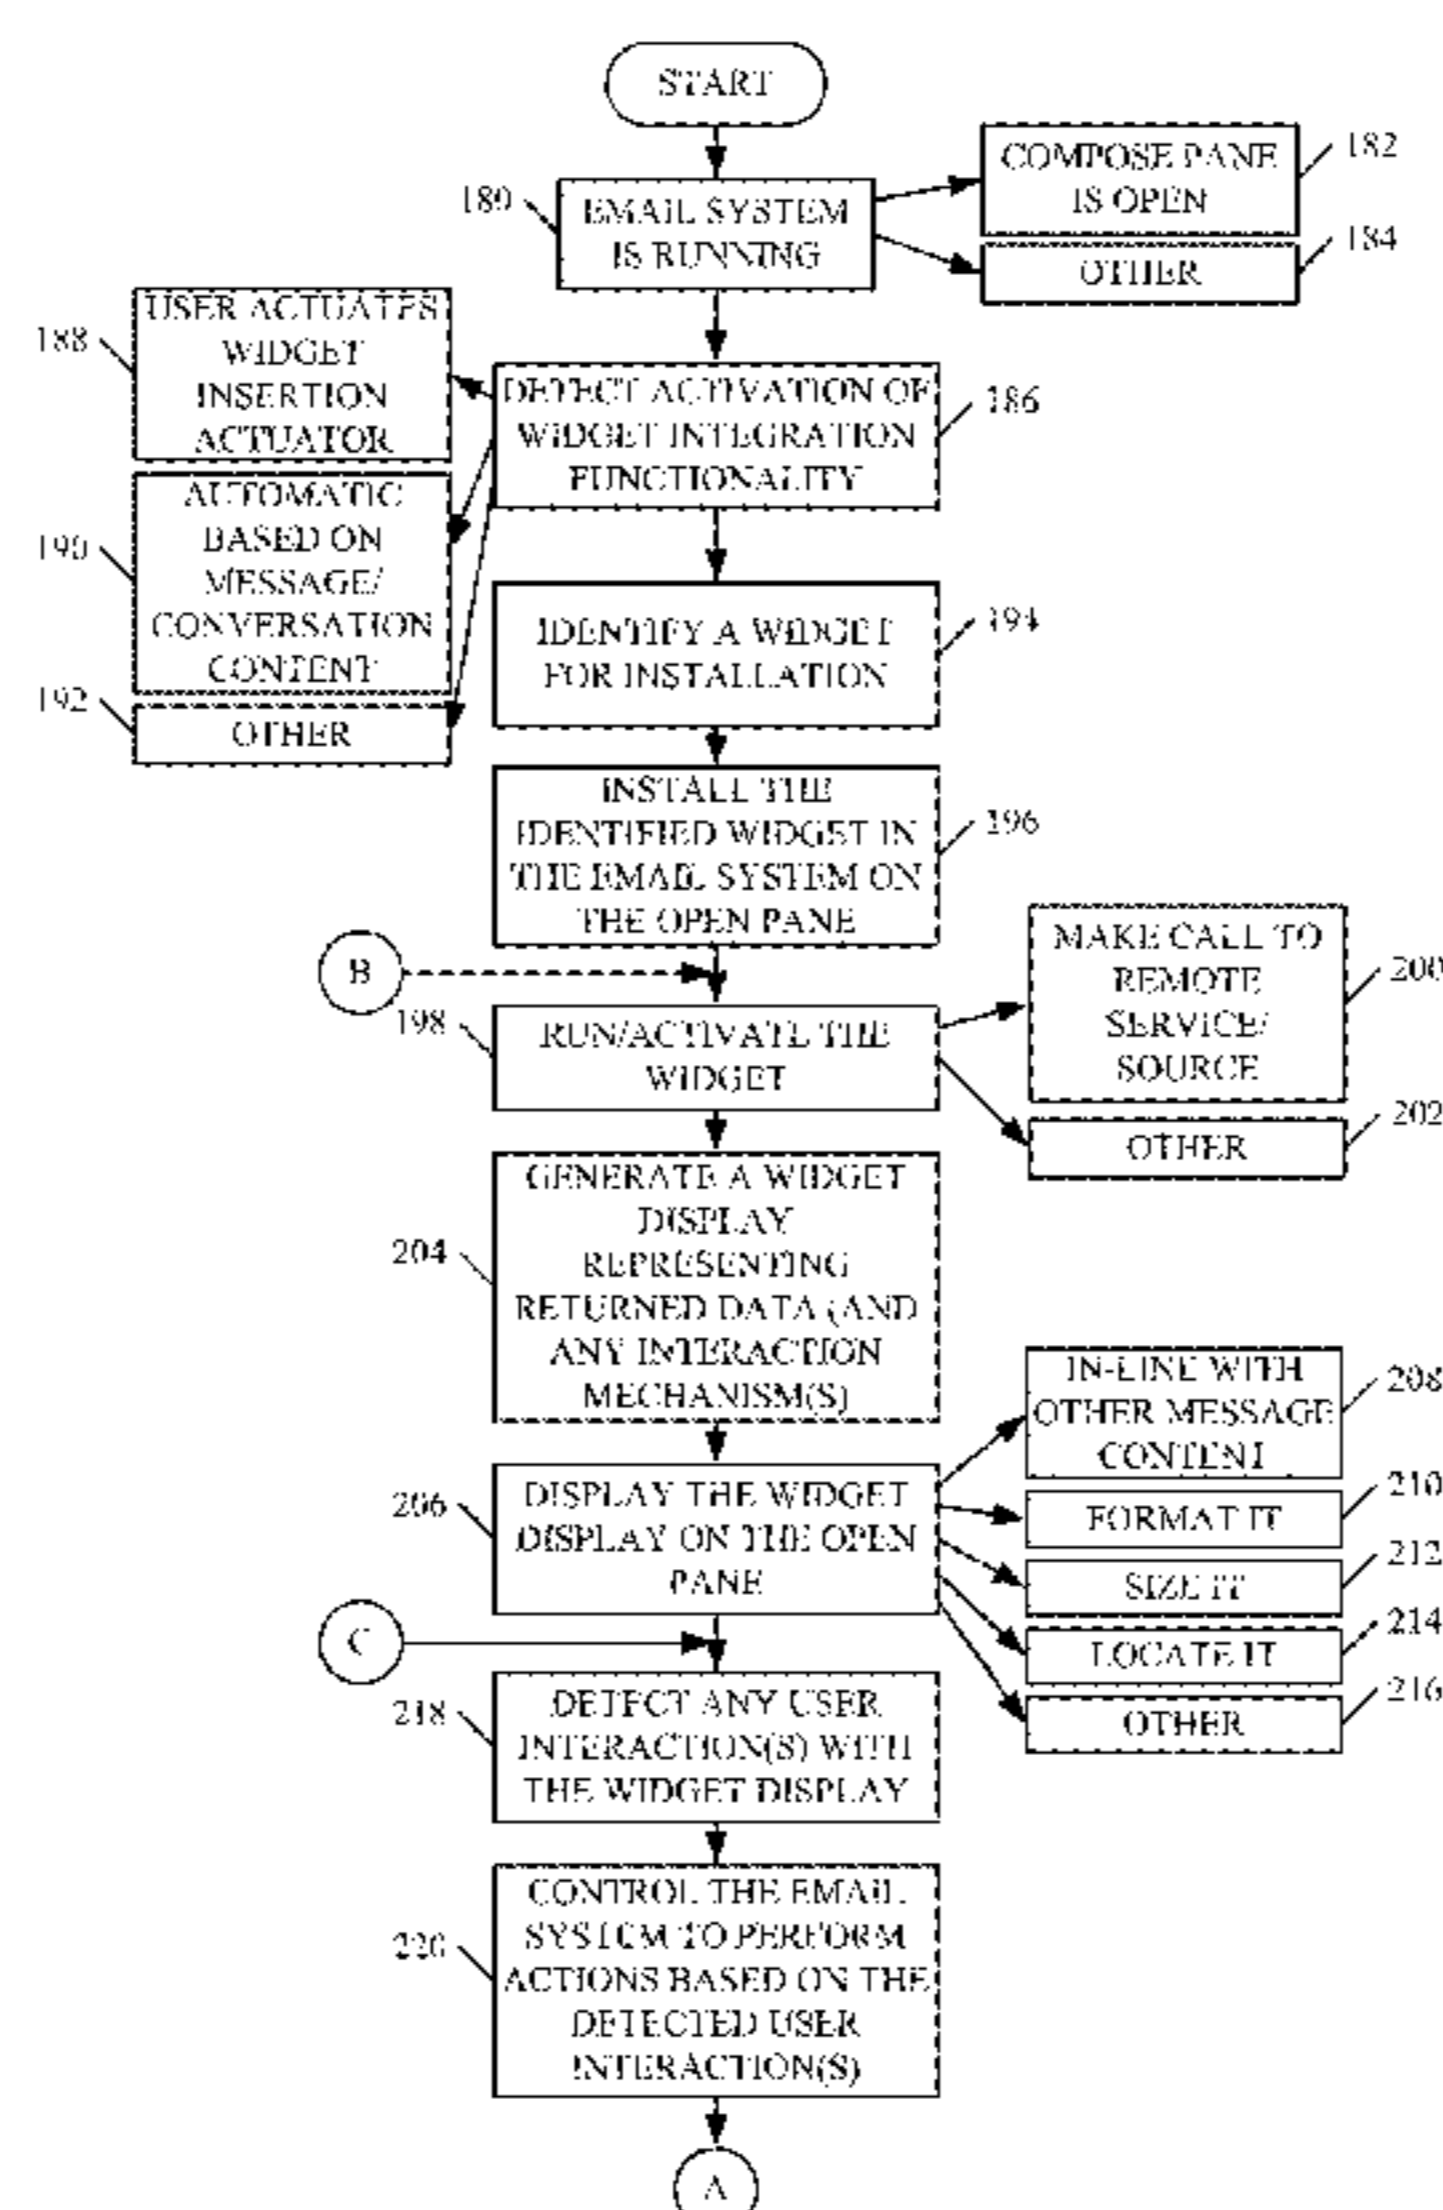 START
180
EMAIL SYSTEM
IS RUNNING
COMPOSE PANE
IS OPEN
182
OTHER
184
188
USER ACTUATES
WIDGET
INSERTION
ACTUATOR
DETECT ACTIVATION OF
WIDGET INTEGRATION
FUNCTIONALITY
186
190
AUTOMATIC
BASED ON
MESSAGE/
CONVERSATION
CONTENT
192
OTHER
IDENTIFY A WIDGET
FOR INSTALLATION
194
INSTALL THE
IDENTIFIED WIDGET IN
THE EMAIL SYSTEM ON
THE OPEN PANE
196
B
198
RUN/ACTIVATE THE
WIDGET
MAKE CALL TO
REMOTE
SERVICE/
SOURCE
200
OTHER
202
204
GENERATE A WIDGET
DISPLAY
REPRESENTING
RETURNED DATA (AND
ANY INTERACTION
MECHANISM(S)
206
DISPLAY THE WIDGET
DISPLAY ON THE OPEN
PANE
IN-LINE WITH
OTHER MESSAGE
CONTENT
208
FORMAT IT
210
SIZE IT
212
LOCATE IT
214
OTHER
216
C
218
DETECT ANY USER
INTERACTION(S) WITH
THE WIDGET DISPLAY
220
CONTROL THE EMAIL
SYSTEM TO PERFORM
ACTIONS BASED ON THE
DETECTED USER
INTERACTION(S)
A